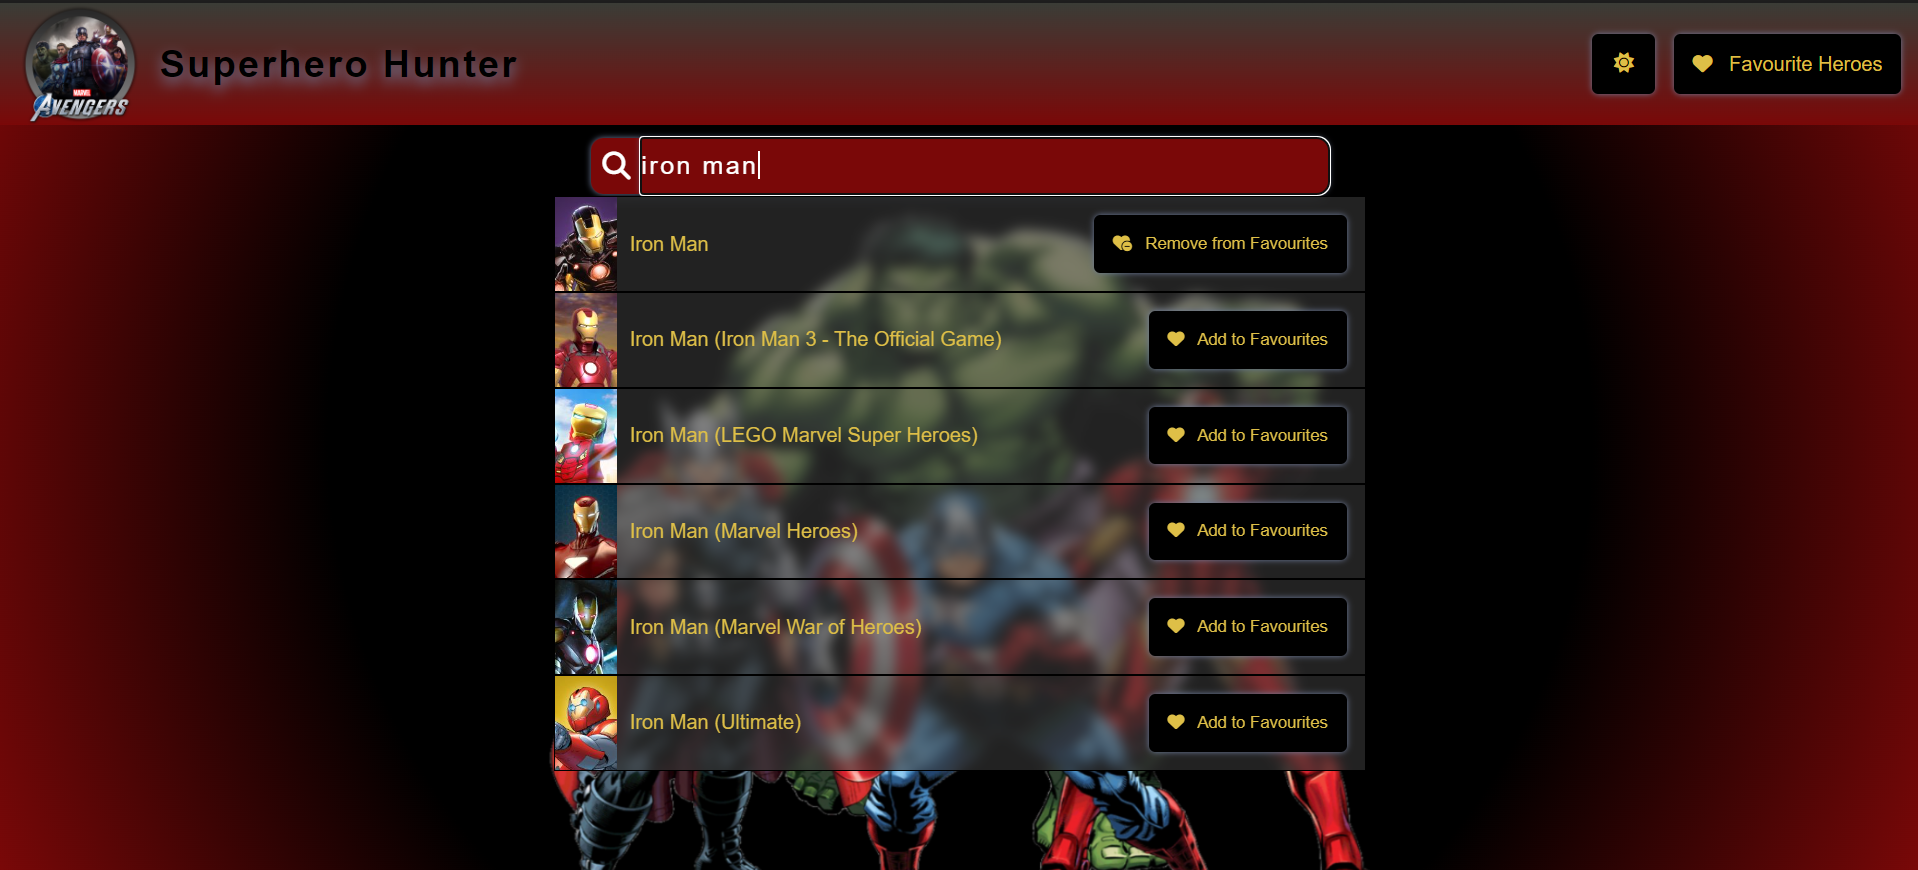 MARVEL
AVENGERS
Superhero Hunter
Favourite Heroes
iron man
Iron Man
Remove from Favourites
Iron Man (Iron Man 3 - The Official Game)
Add to Favourites
Iron Man (LEGO Marvel Super Heroes)
Add to Favourites
Iron Man (Marvel Heroes)
Add to Favourites
Iron Man (Marvel War of Heroes)
Add to Favourites
Iron Man (Ultimate)
Add to Favourites